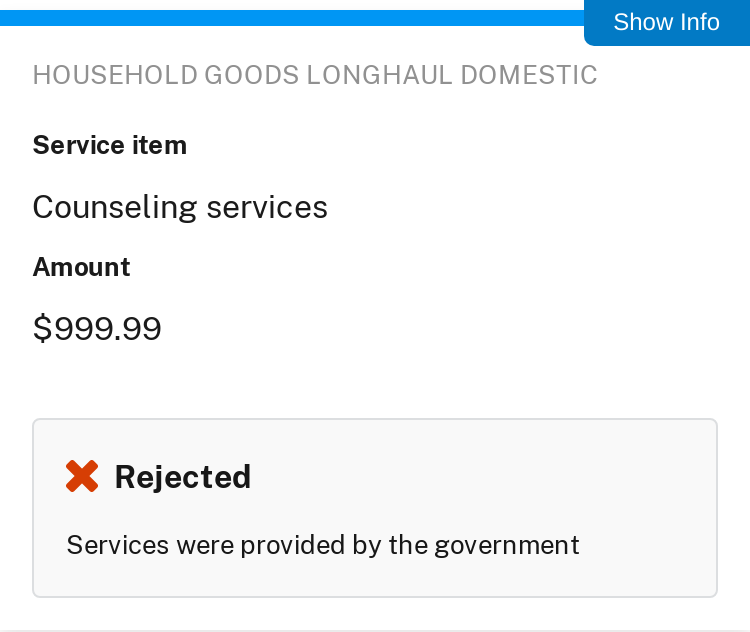 Show Info
HOUSEHOLD GOODS LONGHAUL DOMESTIC
Service item
Counseling services
Amount
$999.99
Rejected
Services were provided by the government